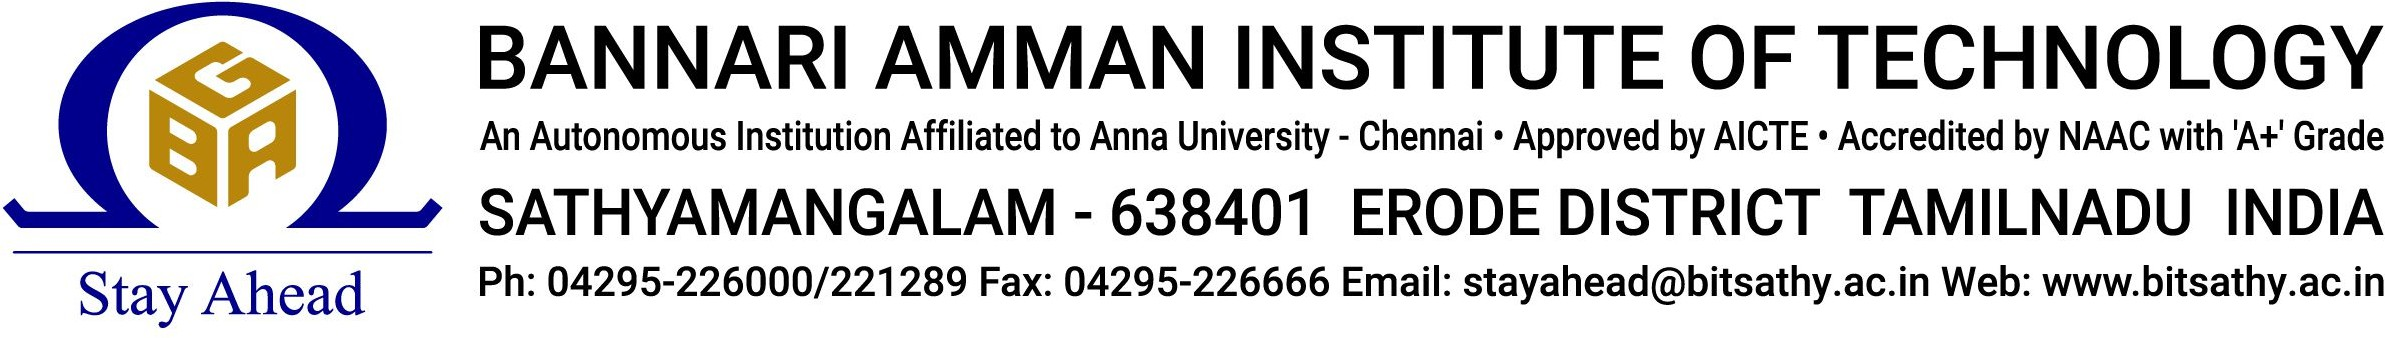 BANNARI AMMAN INSTITUTE OF TECHNOLOGY
An Autonomous Institution Affiliated to Anna University - Chennai • Approved by AICTE • Accredited by NAAC with 'A+' Grade
SATHYAMANGALAM - 638401 ERODE DISTRICT TAMILNADU INDIA
Ph: 04295-226000/221289 Fax: 04295-226666 Email: stayahead@bitsathy.ac.in Web: www.bitsathy.ac.in
G
BA
Stay Ahead